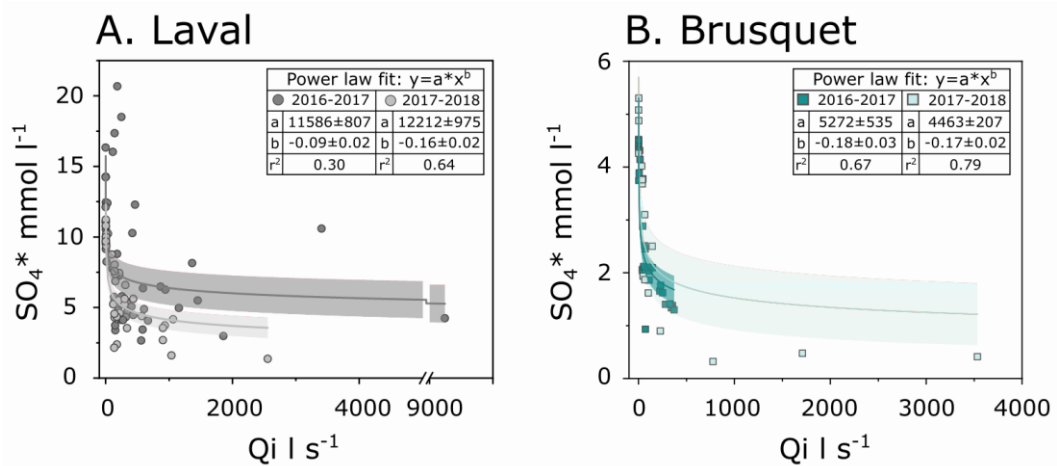 A. Laval
SO₄* mmol l⁻¹
20
15
10
5
0
Power law fit: y=a*xᵇ
2016-2017 2017-2018
a 11586±807 a 12212±975
b -0.09±0.02 b -0.16±0.02
r² 0.30 r² 0.64
0 2000 4000 9000
Qi l s⁻¹
B. Brusquet
SO₄* mmol l⁻¹
6
4
2
0
Power law fit: y=a*xᵇ
2016-2017 2017-2018
a 5272±535 a 4463±207
b -0.18±0.03 b -0.17±0.02
r² 0.67 r² 0.79
0 1000 2000 3000 4000
Qi l s⁻¹